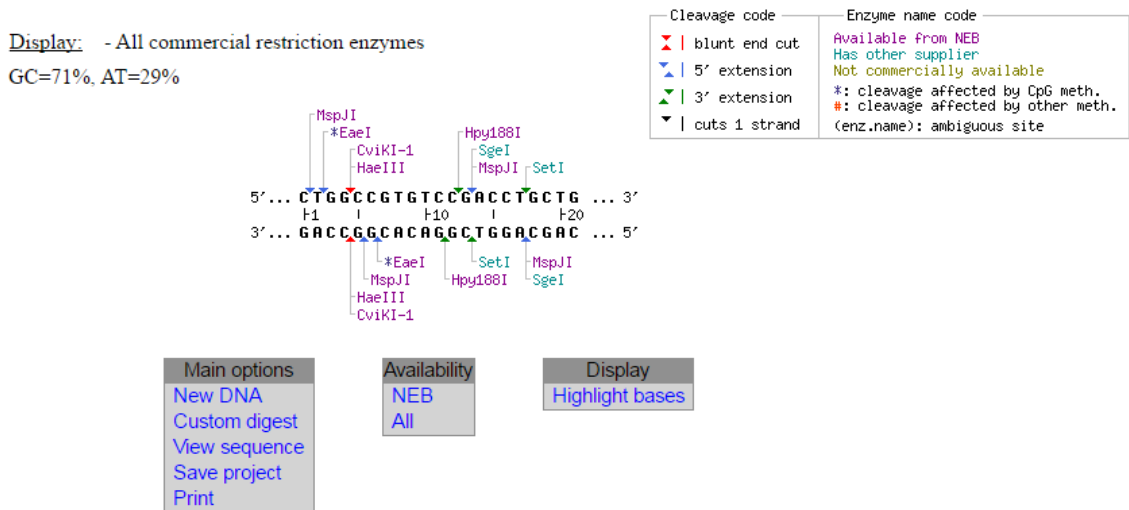 Display: - All commercial restriction enzymes
GC=71%, AT=29%
Cleavage code
blunt end cut
5′ extension
3′ extension
cuts 1 strand
Enzyme name code
Available from NEB
Has other supplier
Not commercially available
*: cleavage affected by CpG meth.
#: cleavage affected by other meth.
(enz.name): ambiguous site
MspJI
*EaeI Hpy188I
CviKI-1 SgeI
HaeIII MspJI SetI
5′... CTGGCCGTGTCCGACCTGCTG ... 3′
1 10 20
3′... GACCGGCACAGGCTGGACGAC ... 5′
*EaeI SetI MspJI
MspJI Hpy188I SgeI
HaeIII
CviKI-1
Main options
New DNA
Custom digest
View sequence
Save project
Print
Availability
NEB
All
Display
Highlight bases